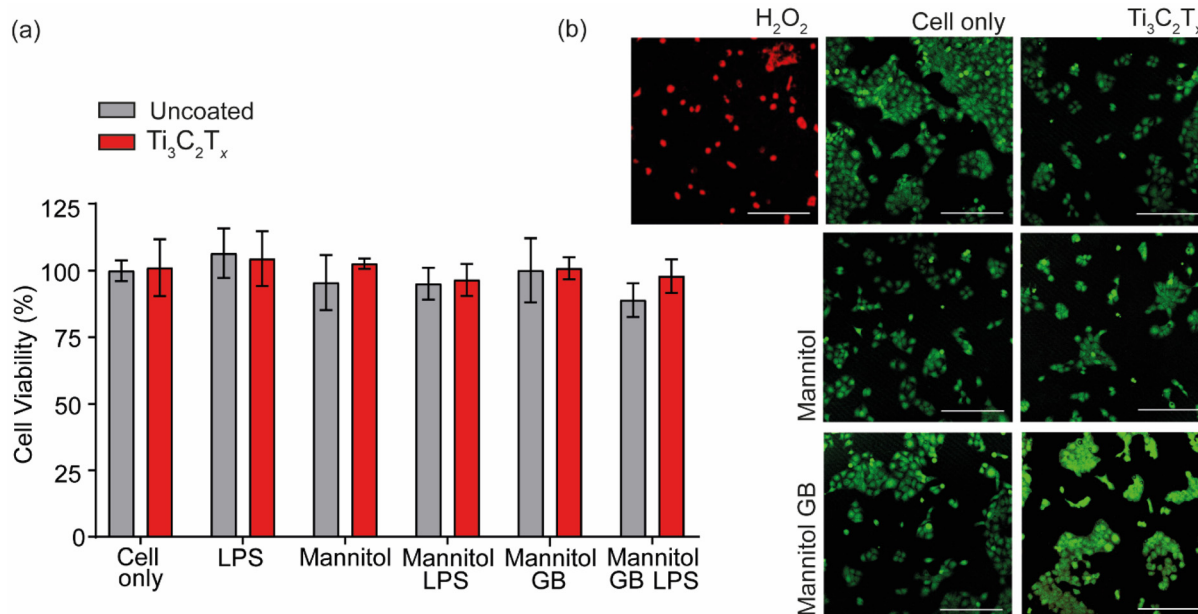 (a)
Uncoated
Ti₃C₂Tₓ
Cell Viability (%)
125
100
75
50
25
0
Cell only
LPS
Mannitol
Mannitol LPS
Mannitol GB
Mannitol GB LPS
(b)
H₂O₂
Cell only
Ti₃C₂Tₓ
Mannitol
Mannitol GB